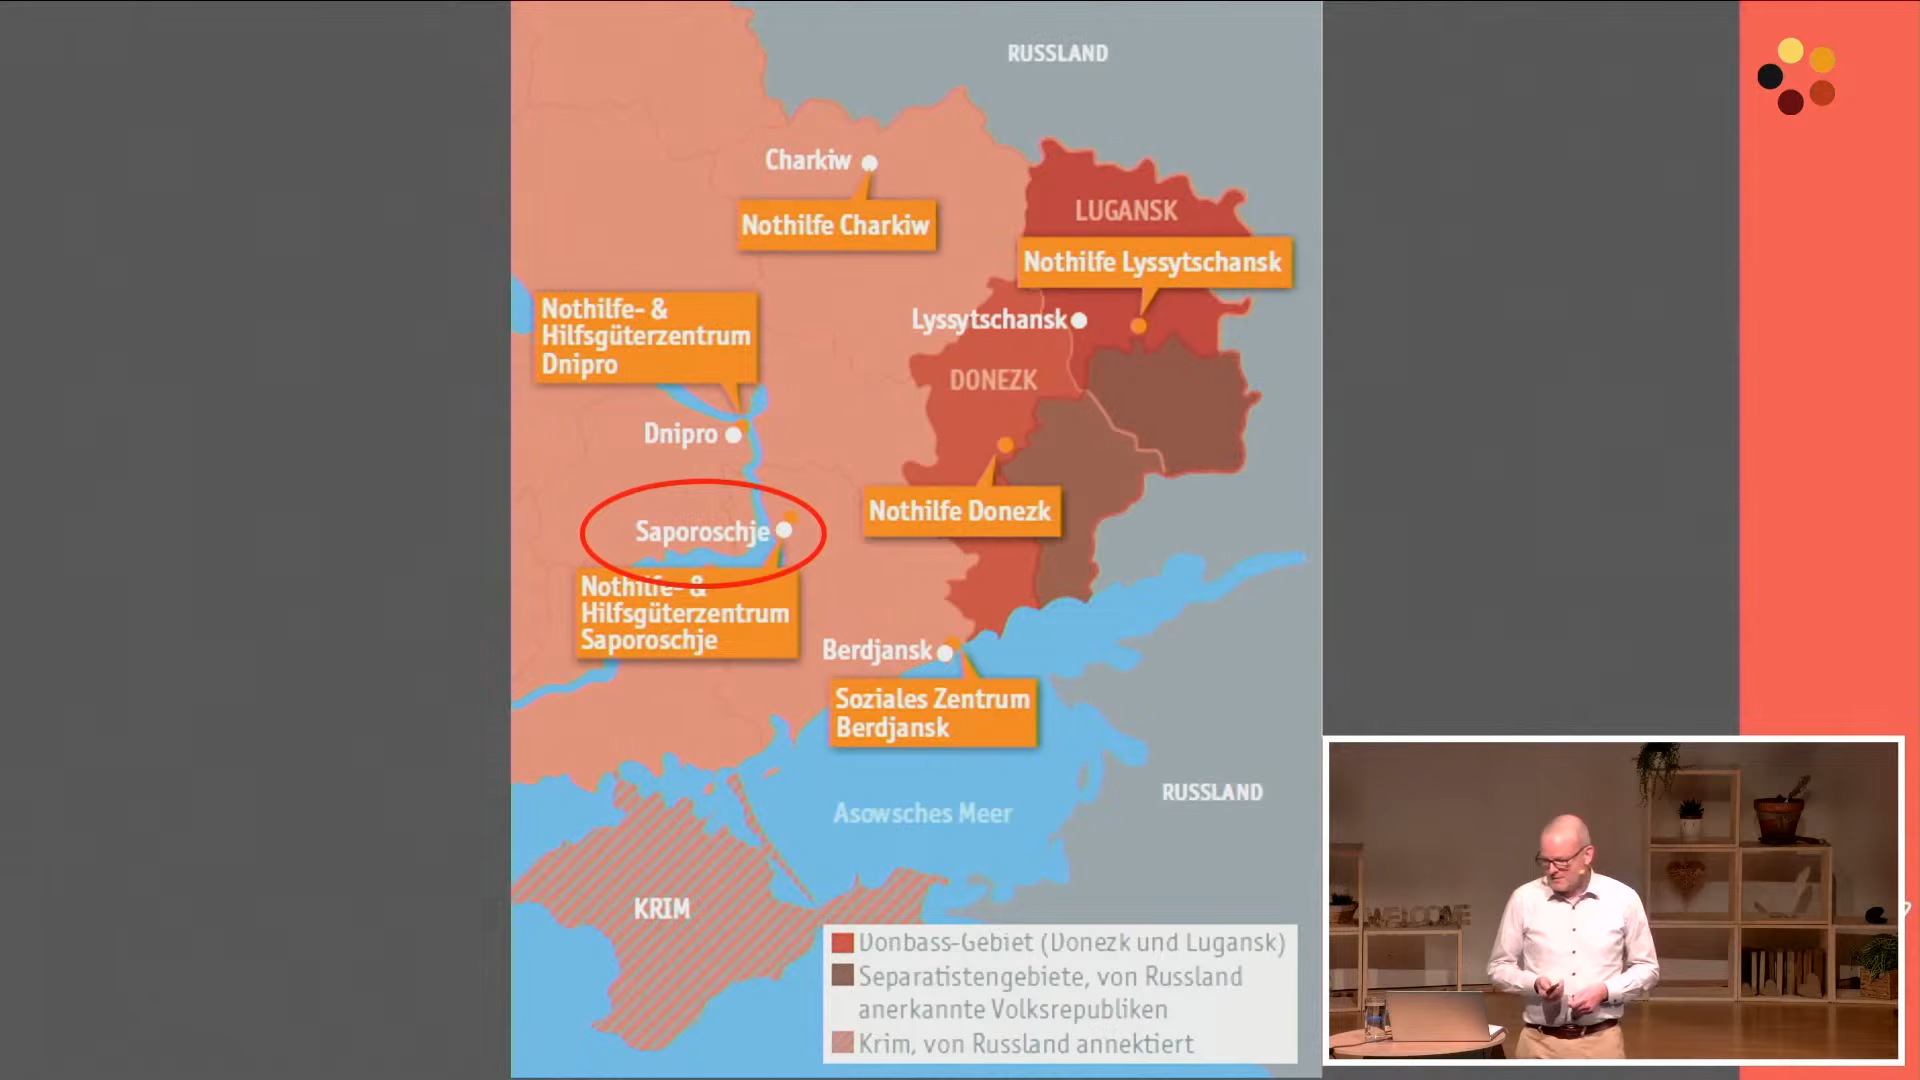 RUSSLAND
Charkiw
Nothilfe Charkiw
LUGANSK
Nothilfe Lyssytschansk
Nothilfe- &
Hilfsgüterzentrum
Dnipro
Lyssytschansk
DONEZK
Dnipro
Nothilfe Donezk
Saporoschje
Nothilfe- &
Hilfsgüterzentrum
Saporoschje
Berdjansk
Soziales Zentrum
Berdjansk
RUSSLAND
Asowsches Meer
KRIM
Donbass-Gebiet (Donezk und Lugansk)
Separatistengebiete, von Russland
anerkannte Volksrepubliken
Krim, von Russland annektiert
WELCOME